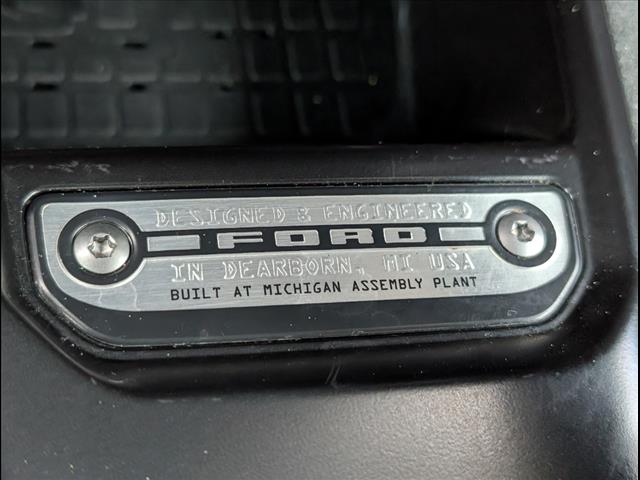 DESIGNED & ENGINEERED
FORD
IN DEARBORN, MI USA
BUILT AT MICHIGAN ASSEMBLY PLANT